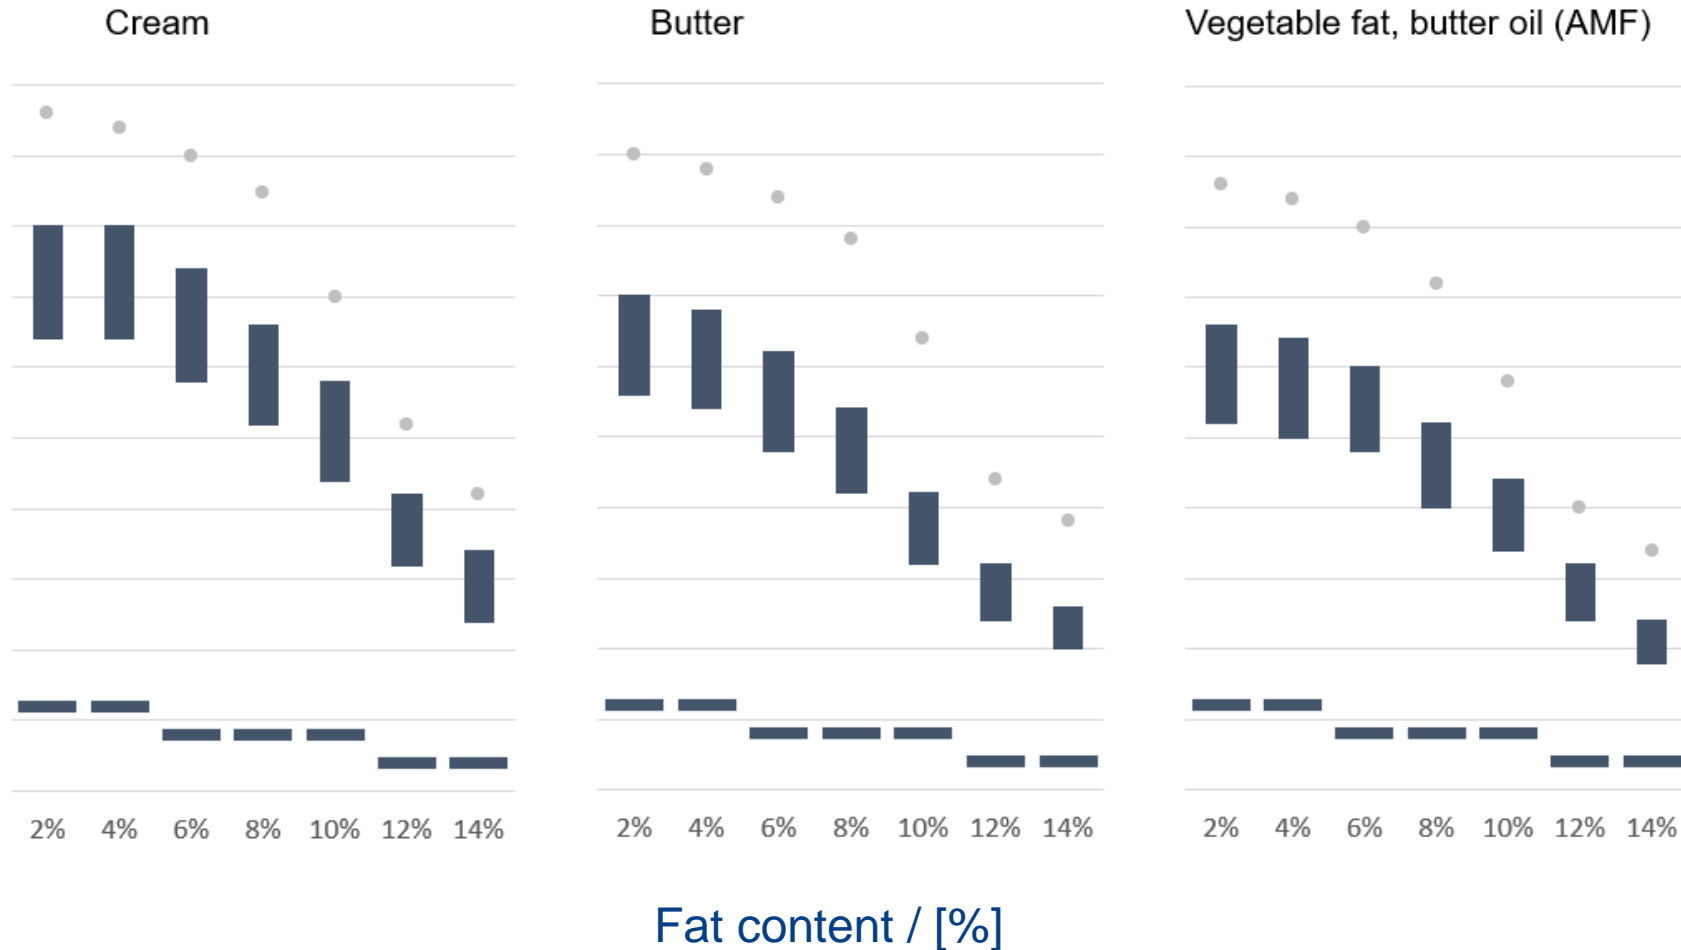 Cream
Butter
Vegetable fat, butter oil (AMF)
2% 4% 6% 8% 10% 12% 14%
2% 4% 6% 8% 10% 12% 14%
2% 4% 6% 8% 10% 12% 14%
Fat content / [%]